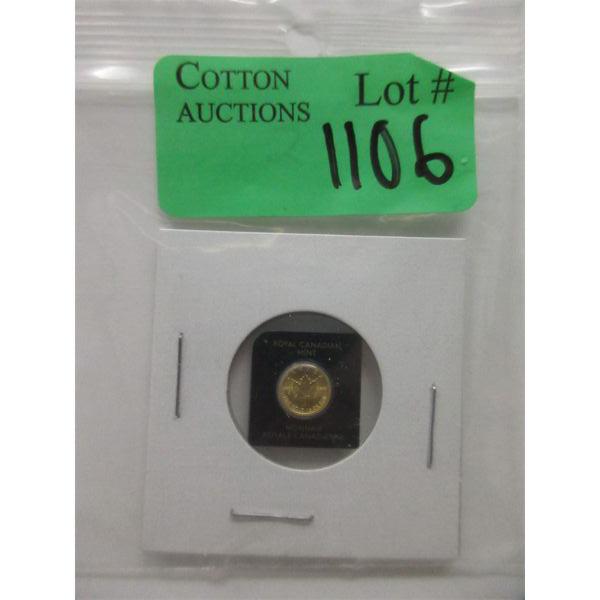 COTTON
AUCTIONS
Lot #
1106
ROYAL CANADIAN
MINT
MONNAIE
ROYALE CANADIENNE